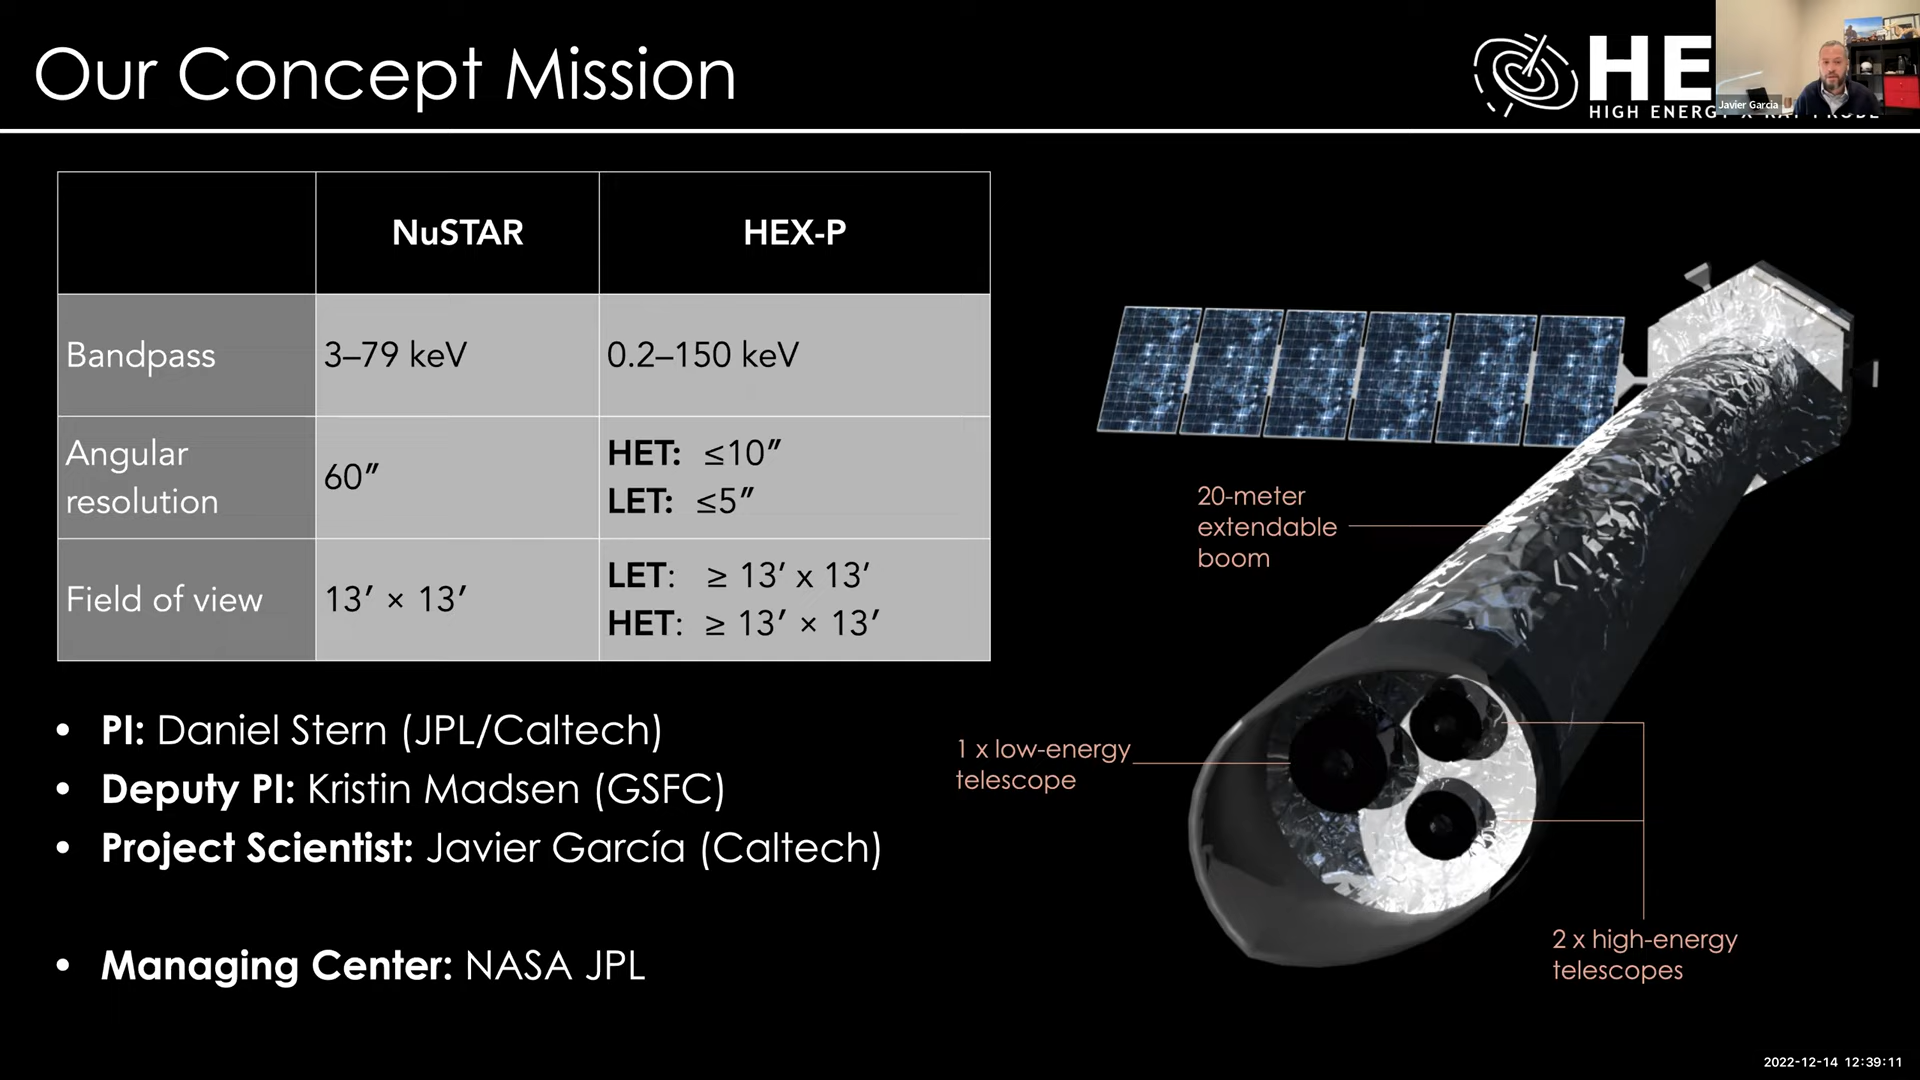 Our Concept Mission
HE
HIGH ENERGY X-RAY PROBE
Javier Garcia
NuSTAR HEX-P
Bandpass 3–79 keV 0.2–150 keV
Angular resolution 60″ HET: ≤10″
LET: ≤5″
Field of view 13′ × 13′ LET: ≥ 13′ x 13′
HET: ≥ 13′ × 13′
• PI: Daniel Stern (JPL/Caltech)
• Deputy PI: Kristin Madsen (GSFC)
• Project Scientist: Javier García (Caltech)
• Managing Center: NASA JPL
20-meter
extendable
boom
1 x low-energy
telescope
2 x high-energy
telescopes
2022-12-14 12:39:11